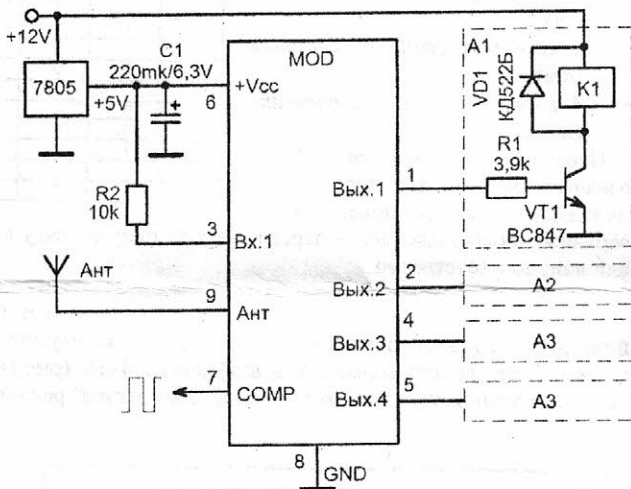 +12V
C1
220mk/6,3V
7805
+5V
6
+Vcc
MOD
A1
VD1
КД522Б
K1
R1
3,9k
1
Вых.1
VT1
BC847
R2
10k
3
Вх.1
Ант
9
Ант
2
Вых.2
A2
4
Вых.3
A3
7
COMP
5
Вых.4
A3
8
GND